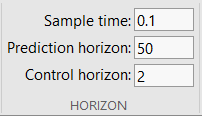 Sample time: 0.1
Prediction horizon: 50
Control horizon: 2
HORIZON